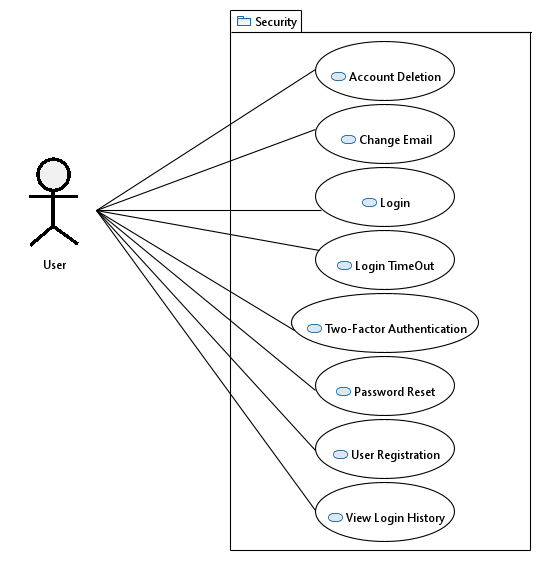 Security
Account Deletion
Change Email
Login
Login TimeOut
Two-Factor Authentication
Password Reset
User Registration
View Login History
User